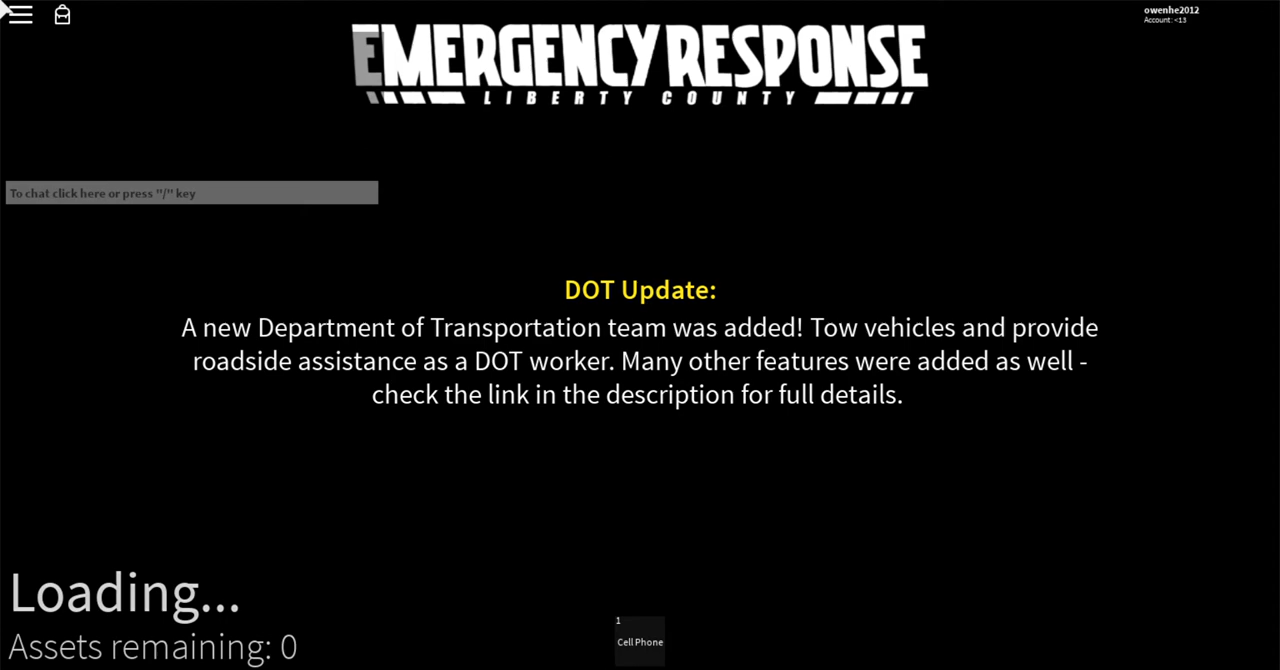 owenhe2012
Account: <13
EMERGENCY RESPONSE
LIBERTY COUNTY
To chat click here or press "/" key
DOT Update:
A new Department of Transportation team was added! Tow vehicles and provide
roadside assistance as a DOT worker. Many other features were added as well -
check the link in the description for full details.
Loading...
Assets remaining: 0
1
Cell Phone